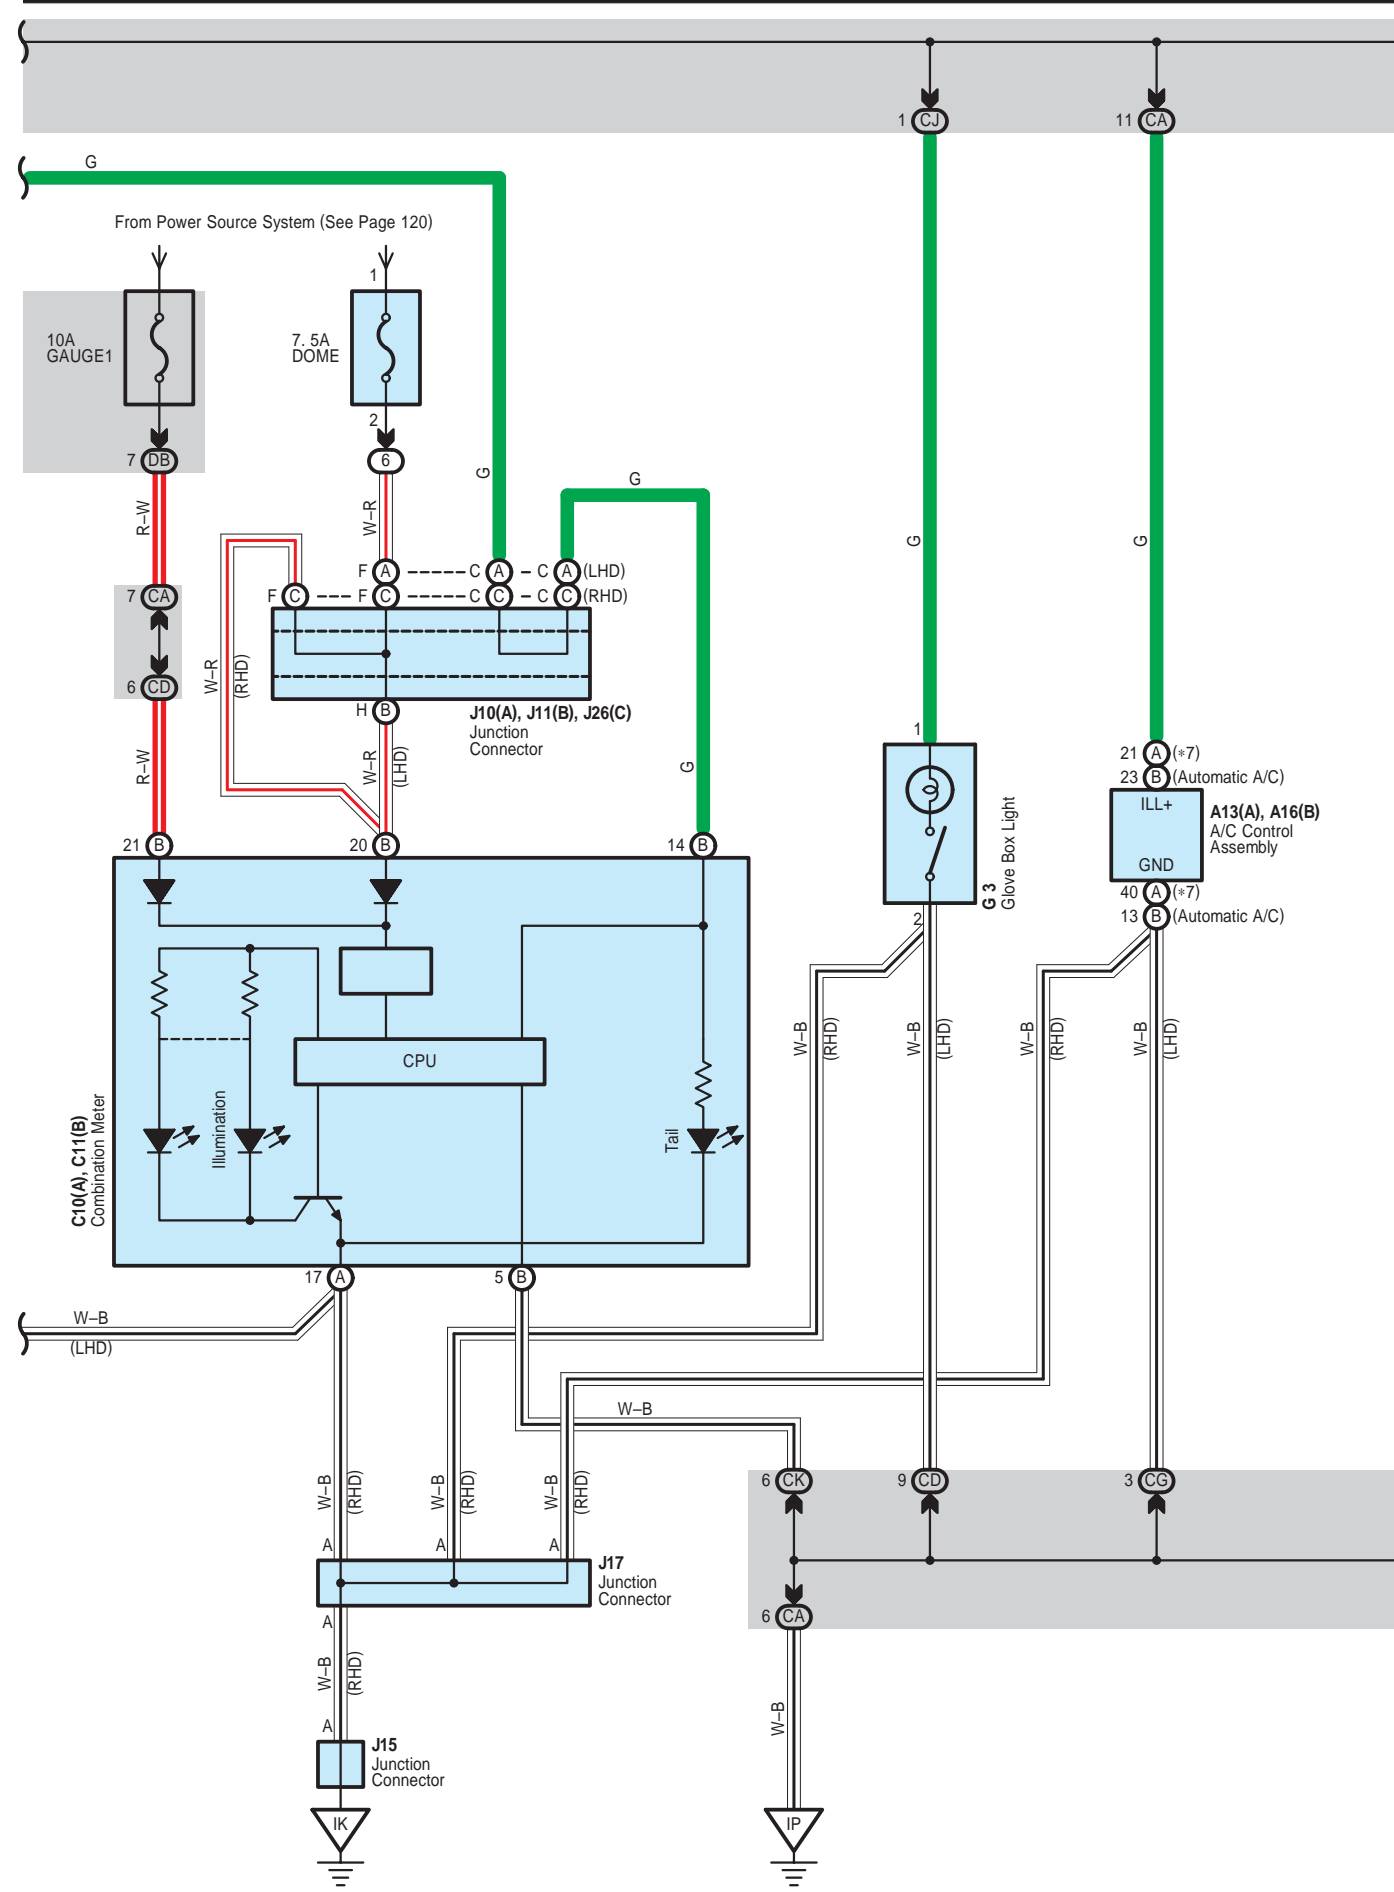 1 CJ
11 CA
G
From Power Source System (See Page 120)
10A
GAUGE1
1
7. 5A
DOME
2
7 DB
6
R–W
W–R
G
G
G
G
F A C A C A (LHD)
F C F C C C C C (RHD)
7 CA
6 CD
W–R
(RHD)
H B
J10(A), J11(B), J26(C)
Junction
Connector
R–W
W–R
(LHD)
G
1
G 3
Glove Box Light
2
21 A (*7)
23 B (Automatic A/C)
ILL+
GND
A13(A), A16(B)
A/C Control
Assembly
40 A (*7)
13 B (Automatic A/C)
21 B
20 B
14 B
CPU
Illumination
Tail
C10(A), C11(B)
Combination Meter
W–B
(RHD)
W–B
(LHD)
W–B
(RHD)
W–B
(LHD)
17 A
5 B
W–B
(LHD)
W–B
W–B
(RHD)
W–B
(RHD)
W–B
(RHD)
6 CK
9 CD
3 CG
A
A
A
J17
Junction
Connector
6 CA
A
W–B
(RHD)
W–B
A
J15
Junction
Connector
IK
IP